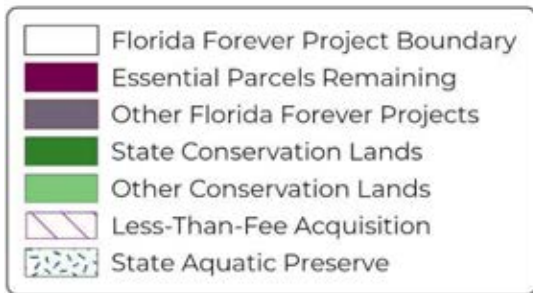 Florida Forever Project Boundary
Essential Parcels Remaining
Other Florida Forever Projects
State Conservation Lands
Other Conservation Lands
Less-Than-Fee Acquisition
State Aquatic Preserve